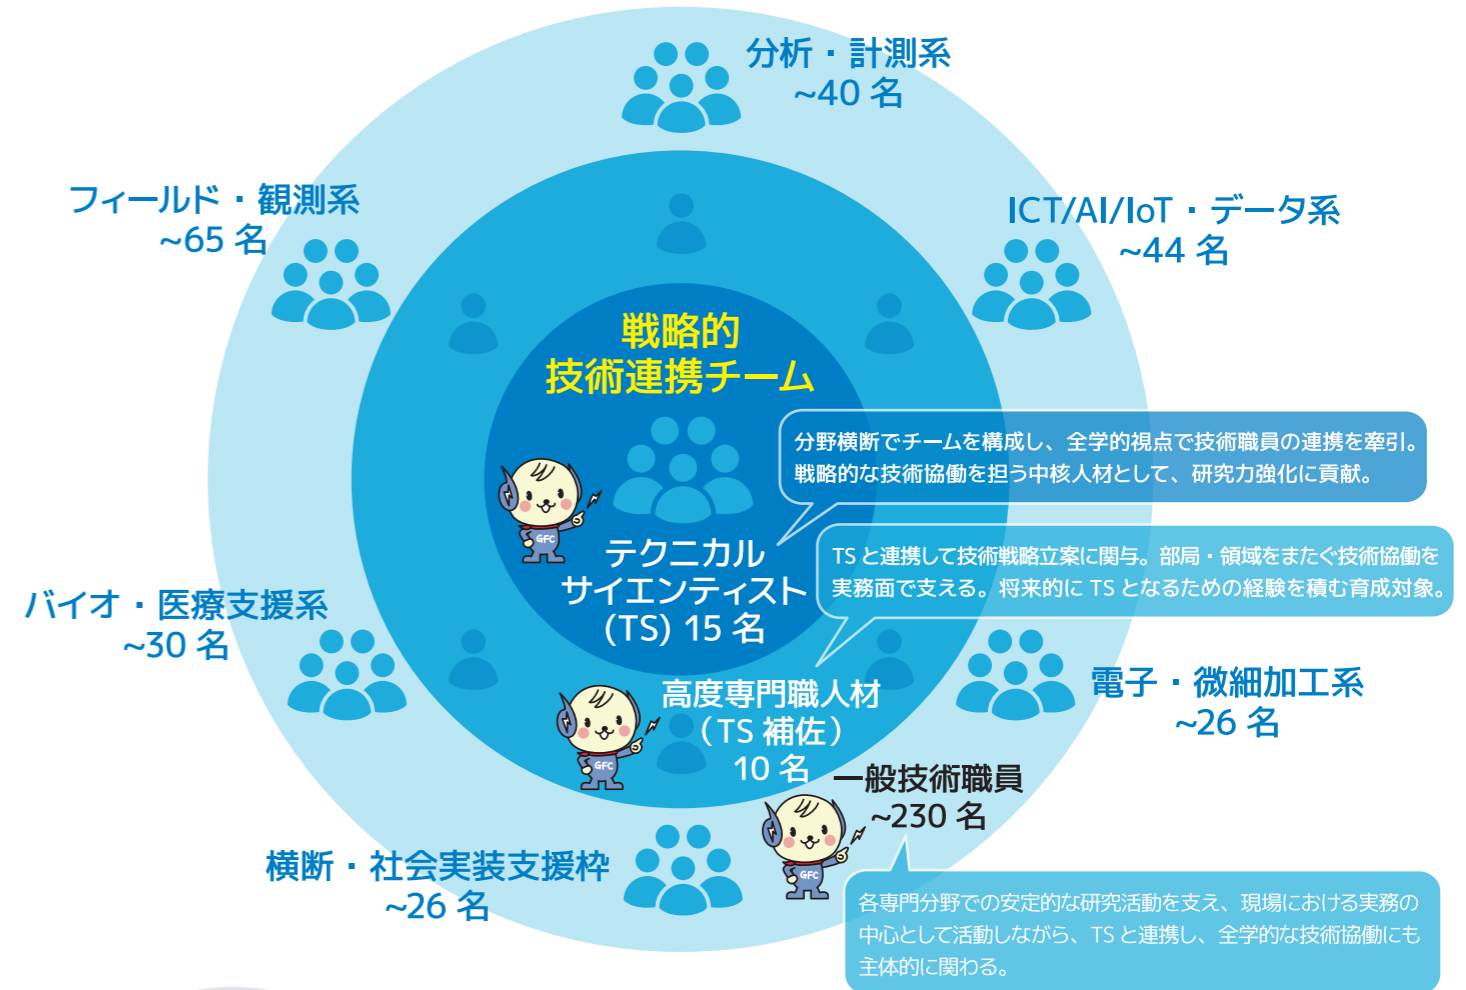 分析・計測系
~40 名
フィールド・観測系
~65 名
ICT/AI/IoT・データ系
~44 名
戦略的
技術連携チーム
分野横断でチームを構成し、全学的視点で技術職員の連携を牽引。
戦略的な技術協働を担う中核人材として、研究力強化に貢献。
GFC
テクニカル
サイエンティスト
(TS) 15 名
TS と連携して技術戦略立案に関与。部局・領域をまたぐ技術協働を
実務面で支える。将来的に TS となるための経験を積む育成対象。
バイオ・医療支援系
~30 名
電子・微細加工系
~26 名
高度専門職人材
（TS 補佐）
10 名
GFC
一般技術職員
~230 名
GFC
横断・社会実装支援枠
~26 名
各専門分野での安定的な研究活動を支え、現場における実務の
中心として活動しながら、TS と連携し、全学的な技術協働にも
主体的に関わる。